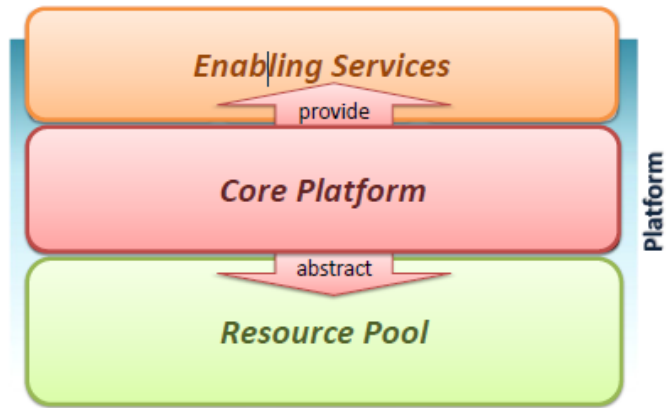 Enabling Services
provide
Core Platform
Platform
abstract
Resource Pool